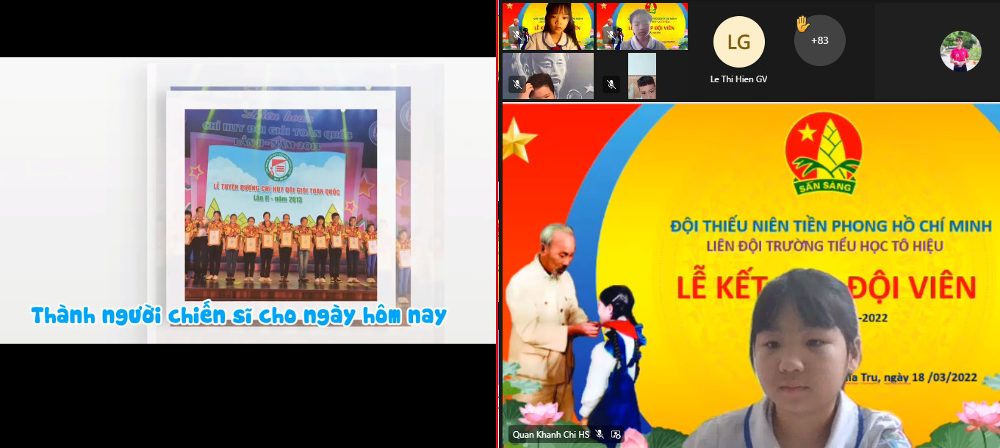 Liên hoan
CHỈ HUY ĐỘI GIỎI TOÀN QUỐC
LẦN II - NĂM 2013
LỄ TUYÊN DƯƠNG CHỈ HUY ĐỘI GIỎI TOÀN QUỐC
Lần II - năm 2013
Thành người chiến sĩ cho ngày hôm nay
LG
Le Thi Hien GV
+83
SẴN SÀNG
ĐỘI THIẾU NIÊN TIỀN PHONG HỒ CHÍ MINH
LIÊN ĐỘI TRƯỜNG TIỂU HỌC TÔ HIỆU
LỄ KẾT ĐỘI VIÊN
-2022
Tru, ngày 18 /03/2022
Quan Khanh Chi HS